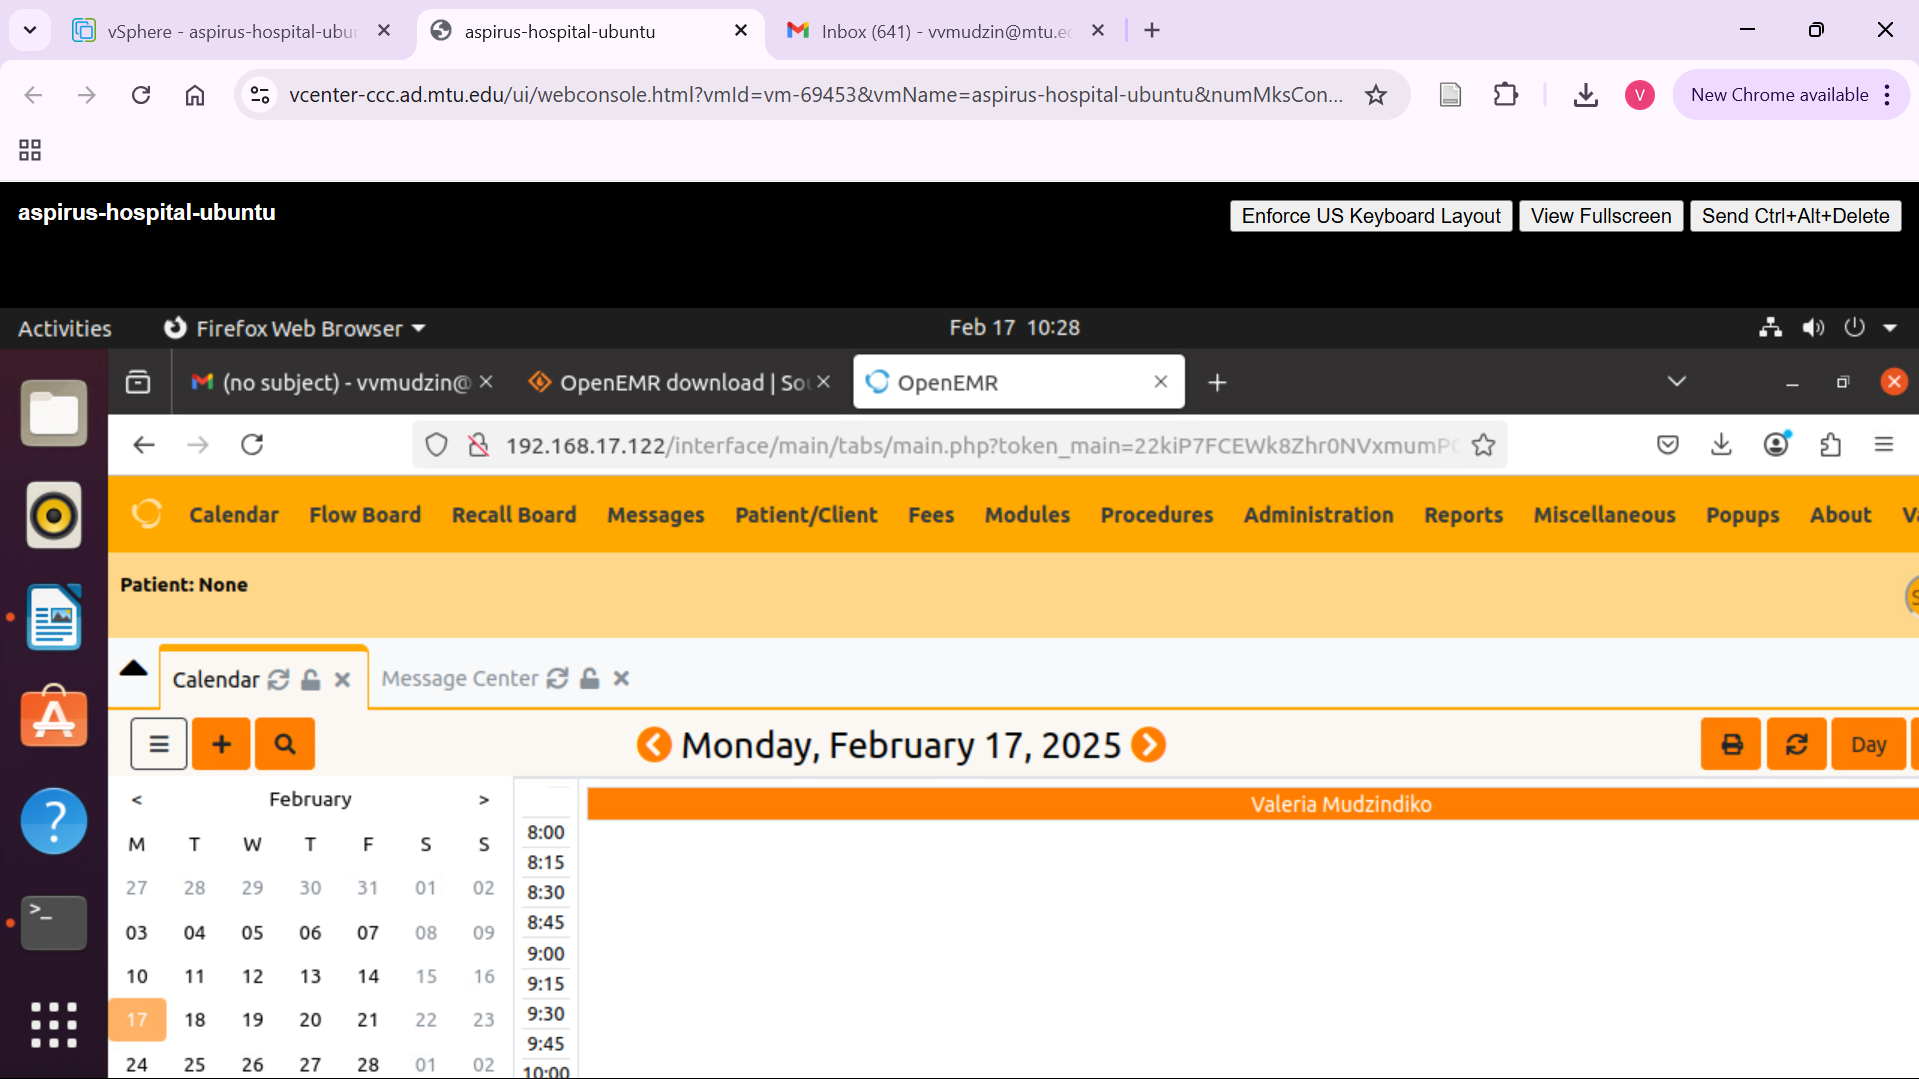 vSphere - aspirus-hospital-ubu
aspirus-hospital-ubuntu
Inbox (641) - vvmudzin@mtu.e
vcenter-ccc.ad.mtu.edu/ui/webconsole.html?vmId=vm-69453&vmName=aspirus-hospital-ubuntu&numMksCon...
V
New Chrome available
aspirus-hospital-ubuntu
Enforce US Keyboard Layout
View Fullscreen
Send Ctrl+Alt+Delete
Activities
Firefox Web Browser
Feb 17 10:28
(no subject) - vvmudzin@
OpenEMR download | So
OpenEMR
192.168.17.122/interface/main/tabs/main.php?token_main=22kiP7FCEWk8Zhr0NVxmumP
Calendar Flow Board Recall Board Messages Patient/Client Fees Modules Procedures Administration Reports Miscellaneous Popups About Va
Patient: None
S
Calendar
Message Center
Monday, February 17, 2025
Day
< February >
Valeria Mudzindiko
M T W T F S S
27 28 29 30 31 01 02
03 04 05 06 07 08 09
10 11 12 13 14 15 16
17 18 19 20 21 22 23
24 25 26 27 28 01 02
8:00
8:15
8:30
8:45
9:00
9:15
9:30
9:45
10:00